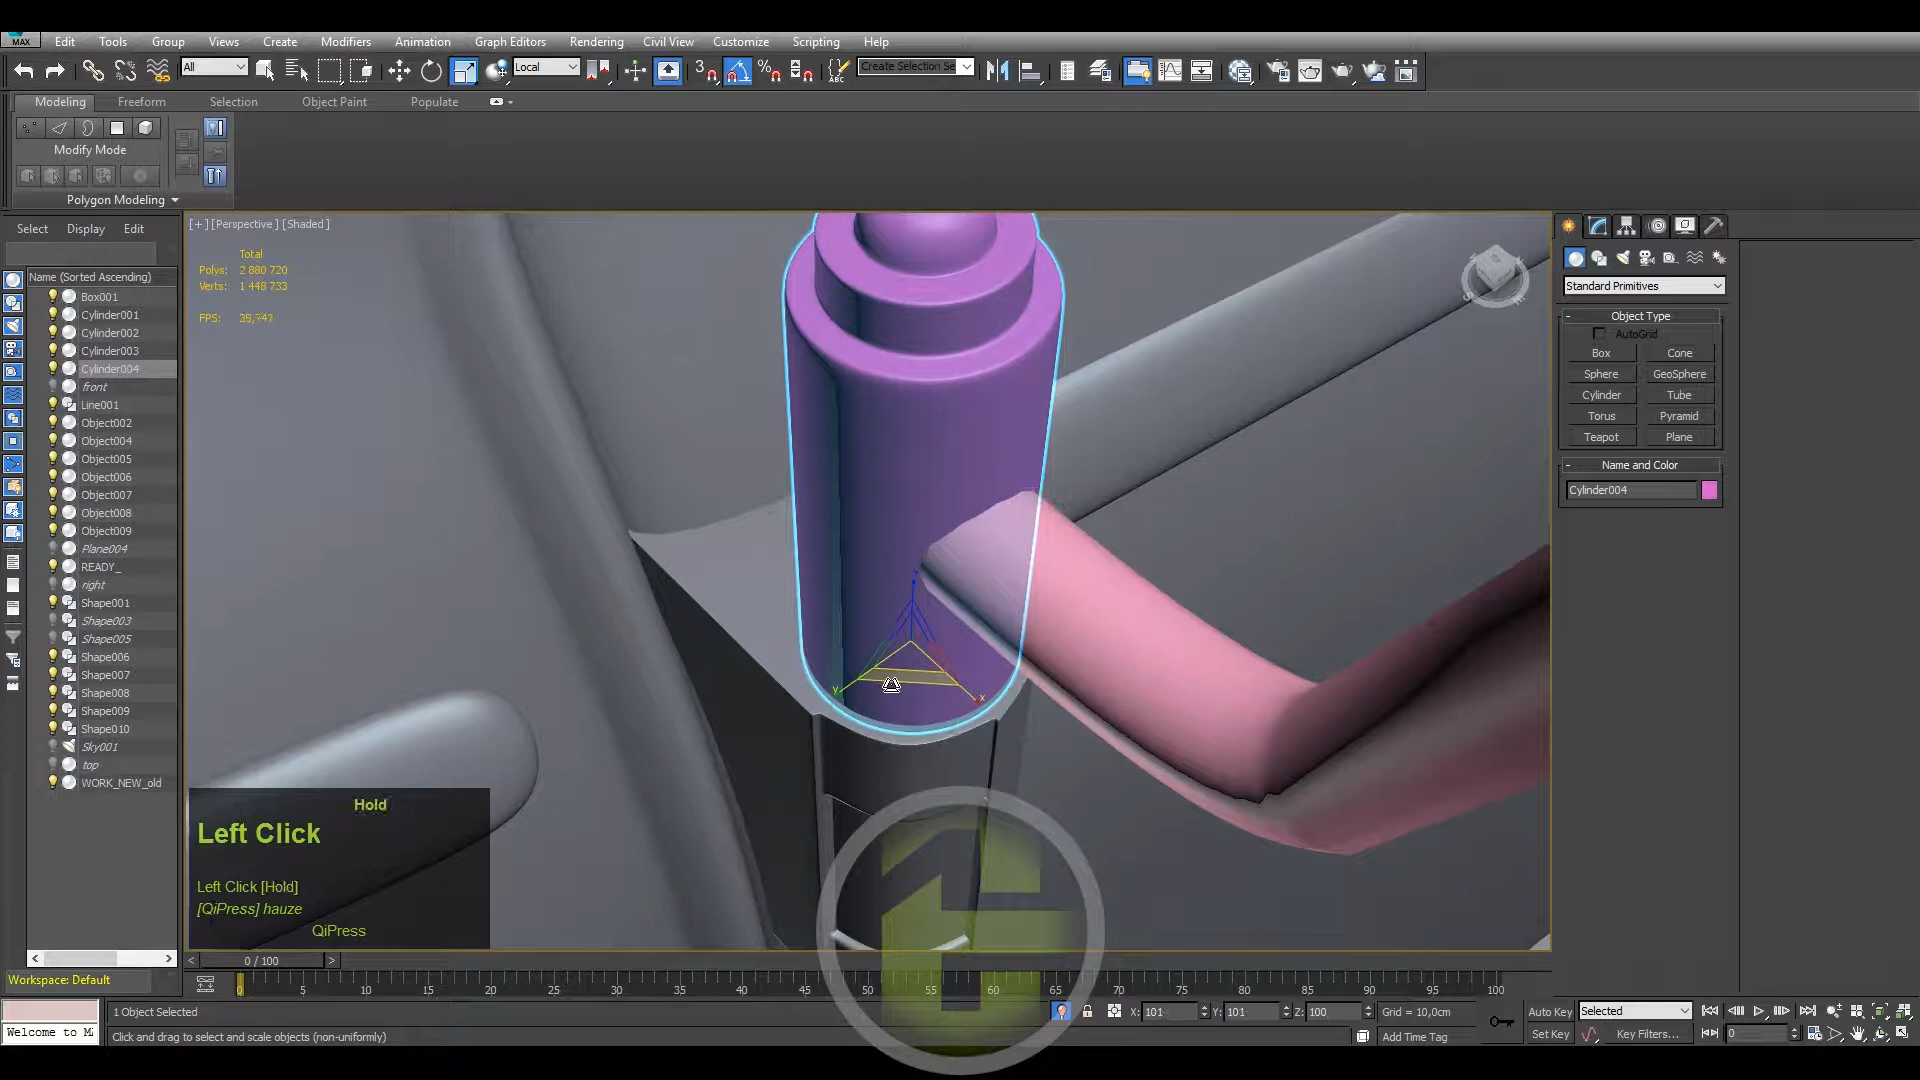 MAX
Edit Tools Group Views Create Modifiers Animation Graph Editors Rendering Civil View Customize Scripting Help
All Local 3 % ABC Create Selection Se
Modeling Freeform Selection Object Paint Populate
Modify Mode
Polygon Modeling
Select Display Edit
Name (Sorted Ascending)
Box001
Cylinder001
Cylinder002
Cylinder003
Cylinder004
front
Line001
Object002
Object004
Object005
Object006
Object007
Object008
Object009
Plane004
READY_
right
Shape001
Shape003
Shape005
Shape006
Shape007
Shape008
Shape009
Shape010
Sky001
top
WORK_NEW_old
Workspace: Default
[+] [Perspective] [Shaded]
Total
Polys: 2 880 720
Verts: 1 448 733
FPS:
y
x
Hold
Left Click
Left Click [Hold]
[QiPress] hauze
QiPress
Standard Primitives
- Object Type
AutoGrid
Box Cone
Sphere GeoSphere
Cylinder Tube
Torus Pyramid
Teapot Plane
- Name and Color
Cylinder004
< 0 / 100 >
0 5 10 15 20 25 30 35 40 45 50 55 60 65 70 75 80 85 90 95 100
Welcome to M
1 Object Selected
X: 101 Y: 101 Z: 100 Grid = 10,0cm
Auto Key Selected
Click and drag to select and scale objects (non-uniformly)
Add Time Tag
Set Key Key Filters... 0